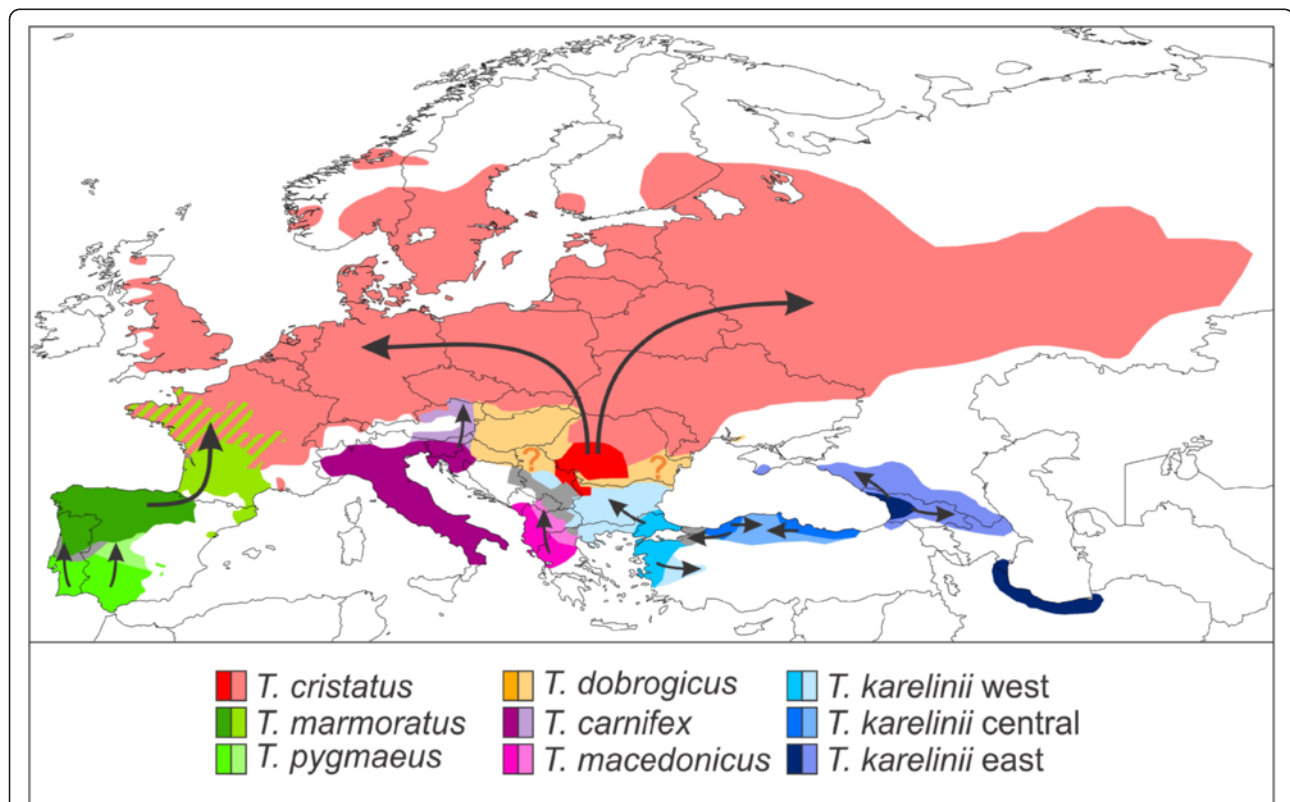 ? ?
T. cristatus T. dobrogicus T. karelinii west
T. marmoratus T. carnifex T. karelinii central
T. pygmaeus T. macedonicus T. karelinii east